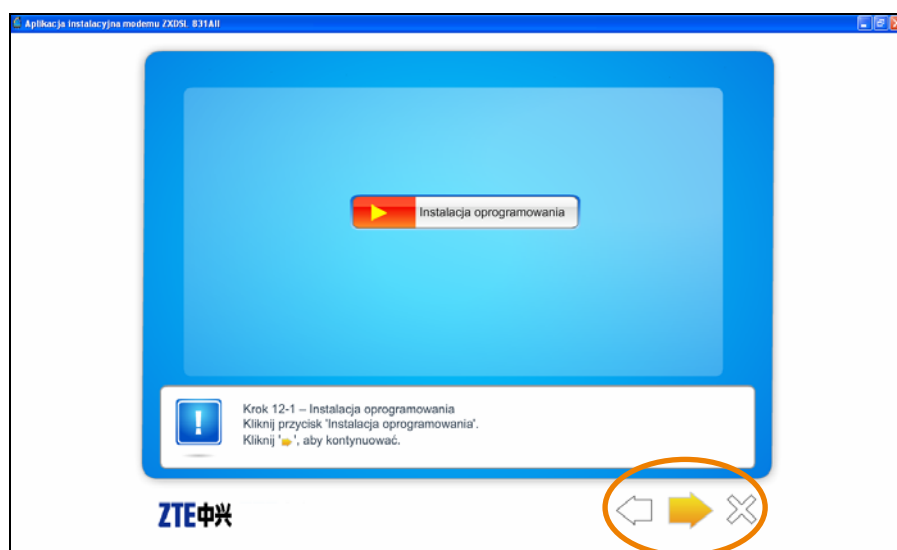 Aplikacja instalacyjna modemu ZXDSL 831AII
Instalacja oprogramowania
!
Krok 12-1 – Instalacja oprogramowania
Kliknij przycisk 'Instalacja oprogramowania'.
Kliknij ' ', aby kontynuować.
ZTE中兴